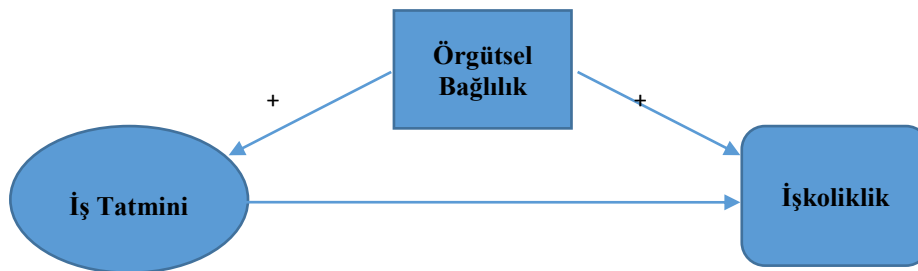 Örgütsel
Bağlılık
+
+
İş Tatmini
İşkoliklik